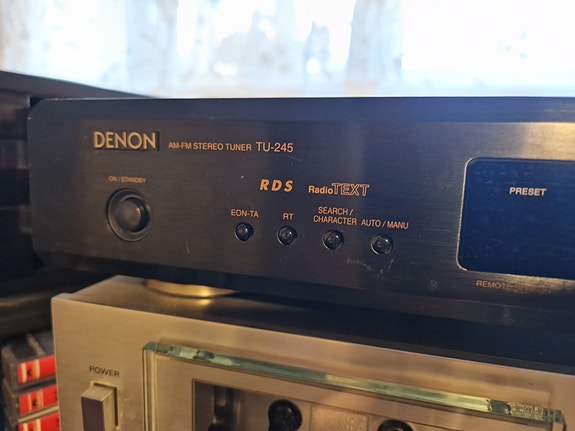 DENON AM-FM STEREO TUNER TU-245
ON / STANDBY
RDS RadioTEXT
EON-TA RT SEARCH / CHARACTER AUTO / MANU
PRESET
REMOTE
POWER